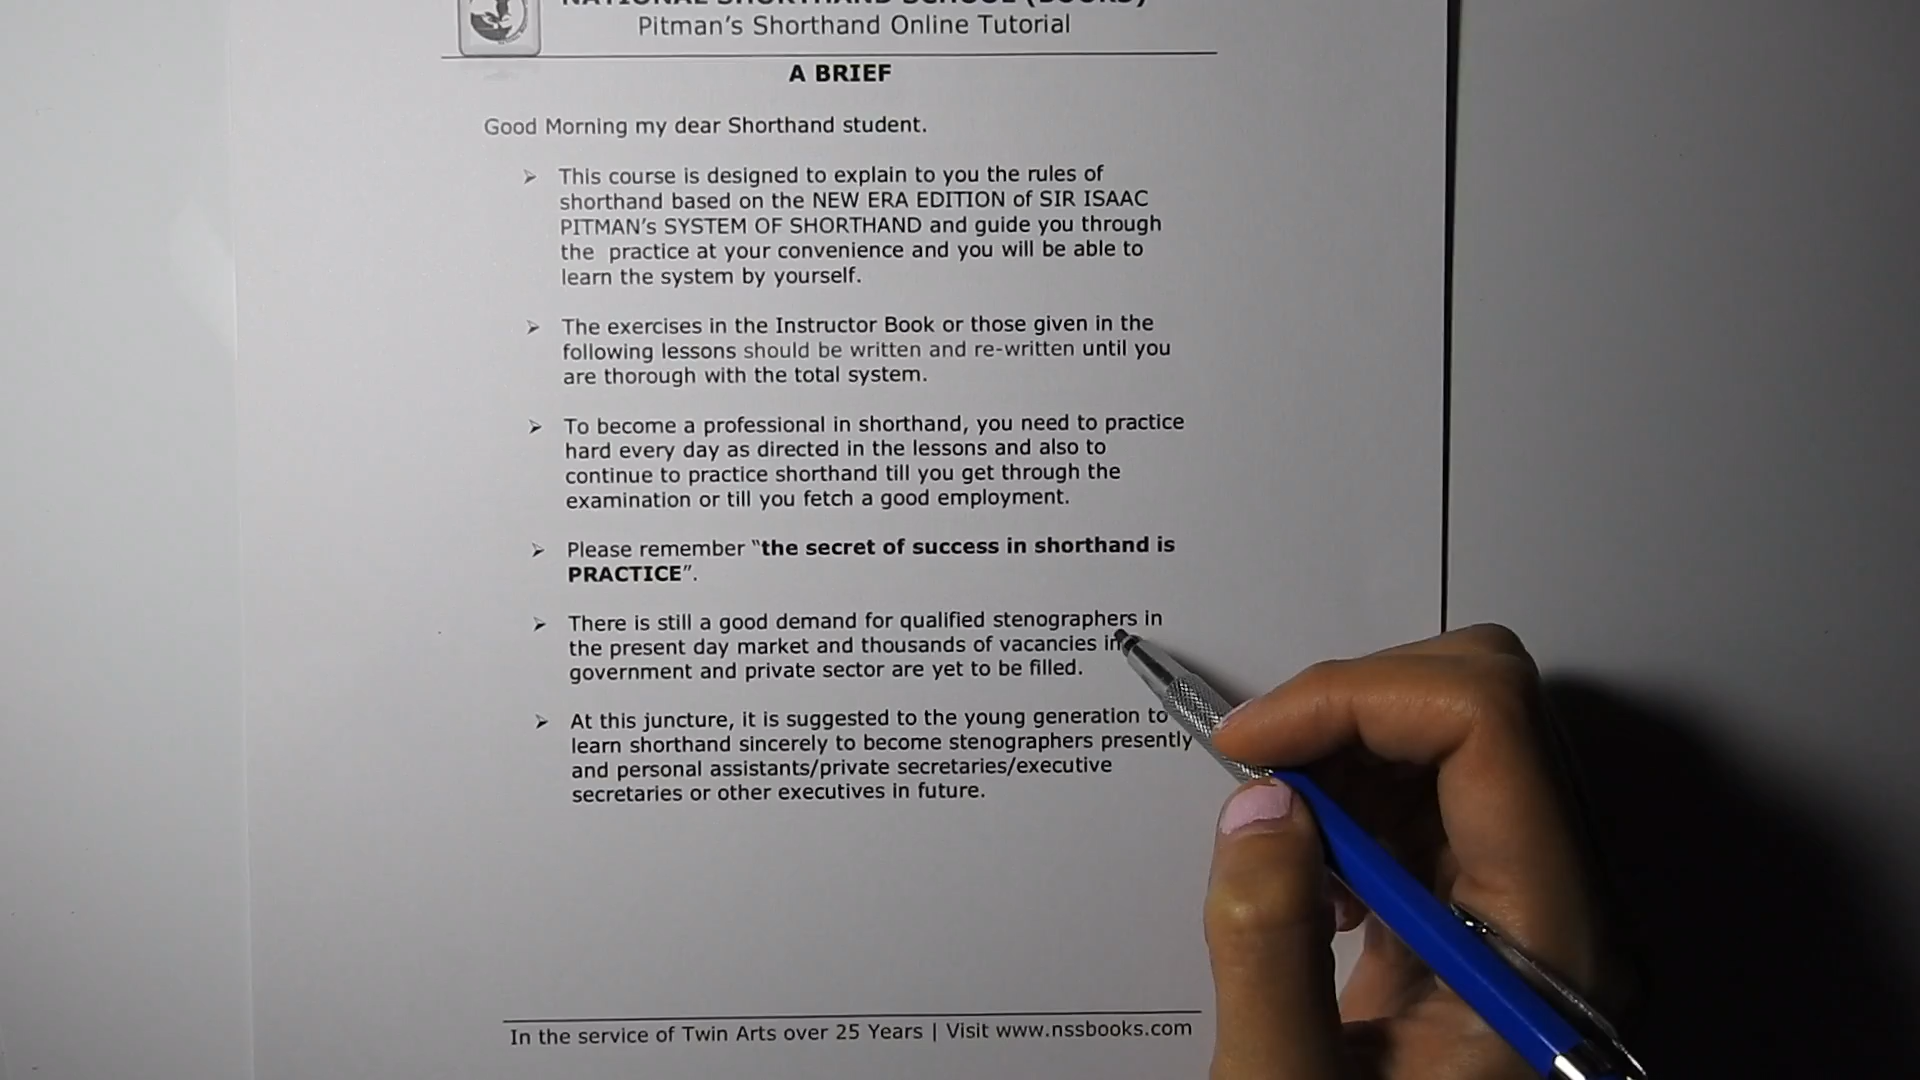 NATIONAL SHORTHAND SCHOOL (BOOKS)
Pitman's Shorthand Online Tutorial
A BRIEF
Good Morning my dear Shorthand student.
➢ This course is designed to explain to you the rules of
shorthand based on the NEW ERA EDITION of SIR ISAAC
PITMAN's SYSTEM OF SHORTHAND and guide you through
the practice at your convenience and you will be able to
learn the system by yourself.
➢ The exercises in the Instructor Book or those given in the
following lessons should be written and re-written until you
are thorough with the total system.
➢ To become a professional in shorthand, you need to practice
hard every day as directed in the lessons and also to
continue to practice shorthand till you get through the
examination or till you fetch a good employment.
➢ Please remember "the secret of success in shorthand is
PRACTICE".
➢ There is still a good demand for qualified stenographers in
the present day market and thousands of vacancies in
government and private sector are yet to be filled.
➢ At this juncture, it is suggested to the young generation to
learn shorthand sincerely to become stenographers presently
and personal assistants/private secretaries/executive
secretaries or other executives in future.
In the service of Twin Arts over 25 Years | Visit www.nssbooks.com